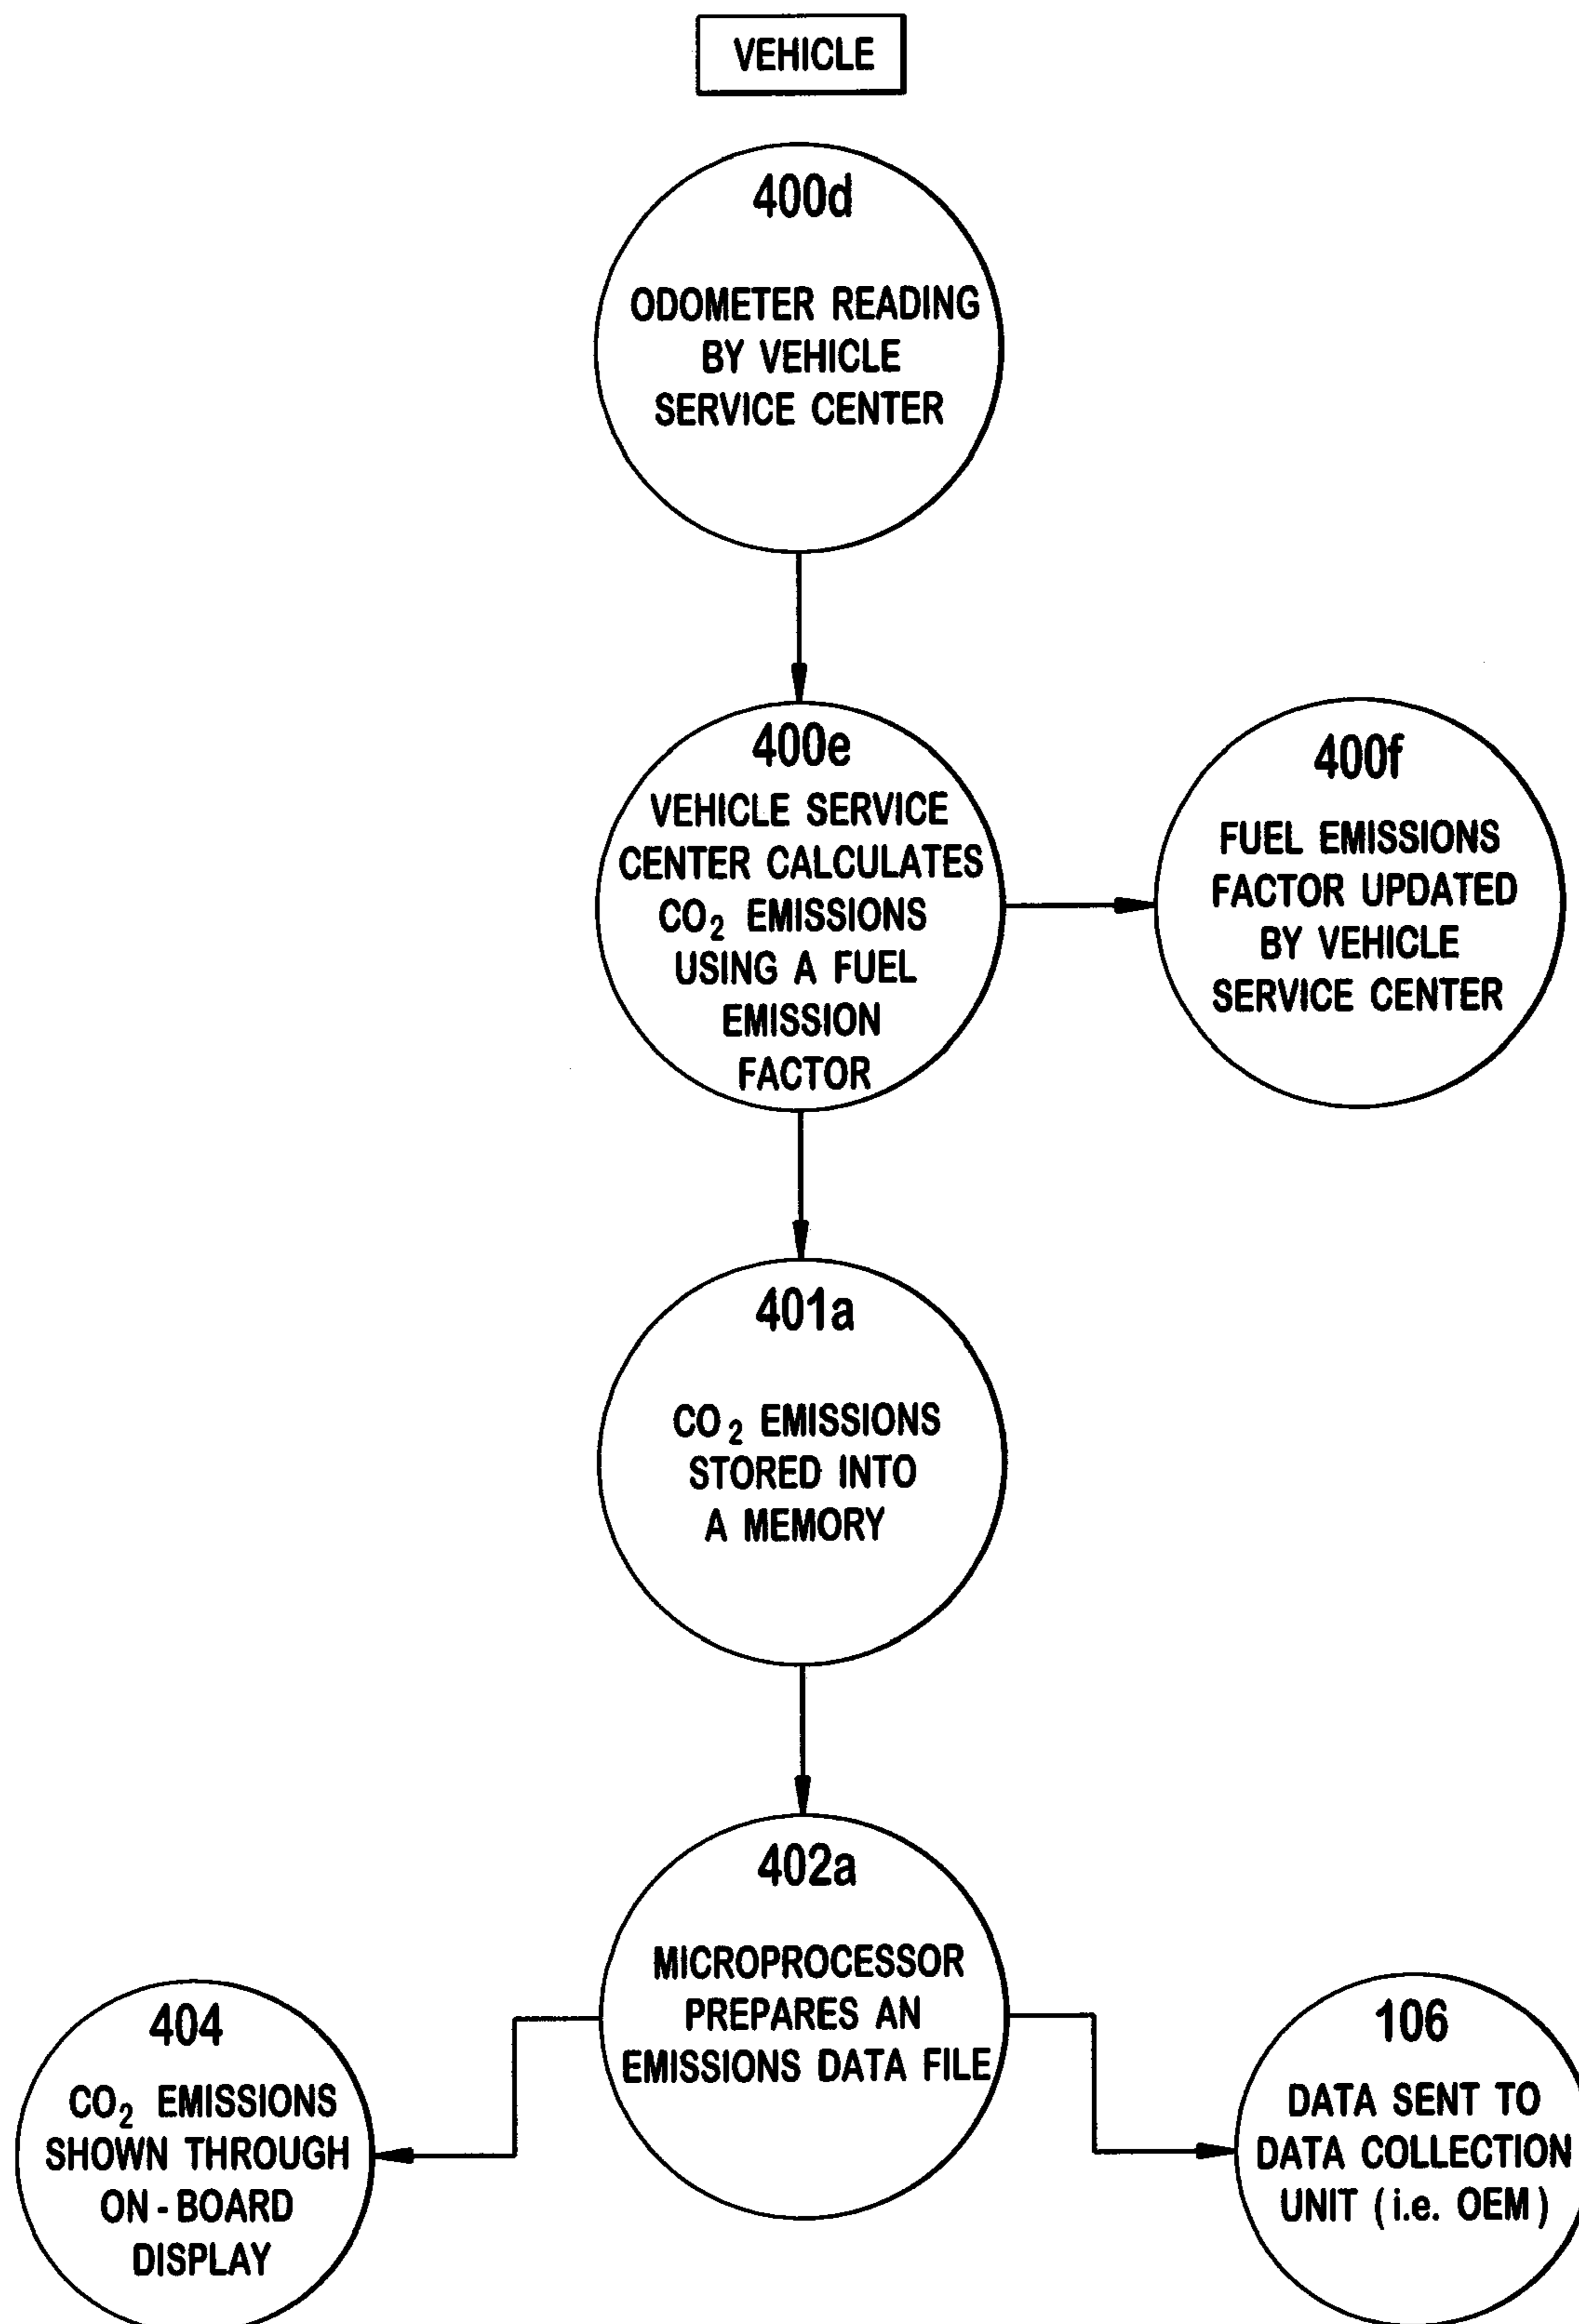 VEHICLE
400d
ODOMETER READING
BY VEHICLE
SERVICE CENTER
400e
VEHICLE SERVICE
CENTER CALCULATES
CO₂ EMISSIONS
USING A FUEL
EMISSION
FACTOR
400f
FUEL EMISSIONS
FACTOR UPDATED
BY VEHICLE
SERVICE CENTER
401a
CO₂ EMISSIONS
STORED INTO
A MEMORY
402a
MICROPROCESSOR
PREPARES AN
EMISSIONS DATA FILE
404
CO₂ EMISSIONS
SHOWN THROUGH
ON-BOARD
DISPLAY
106
DATA SENT TO
DATA COLLECTION
UNIT (i.e. OEM)